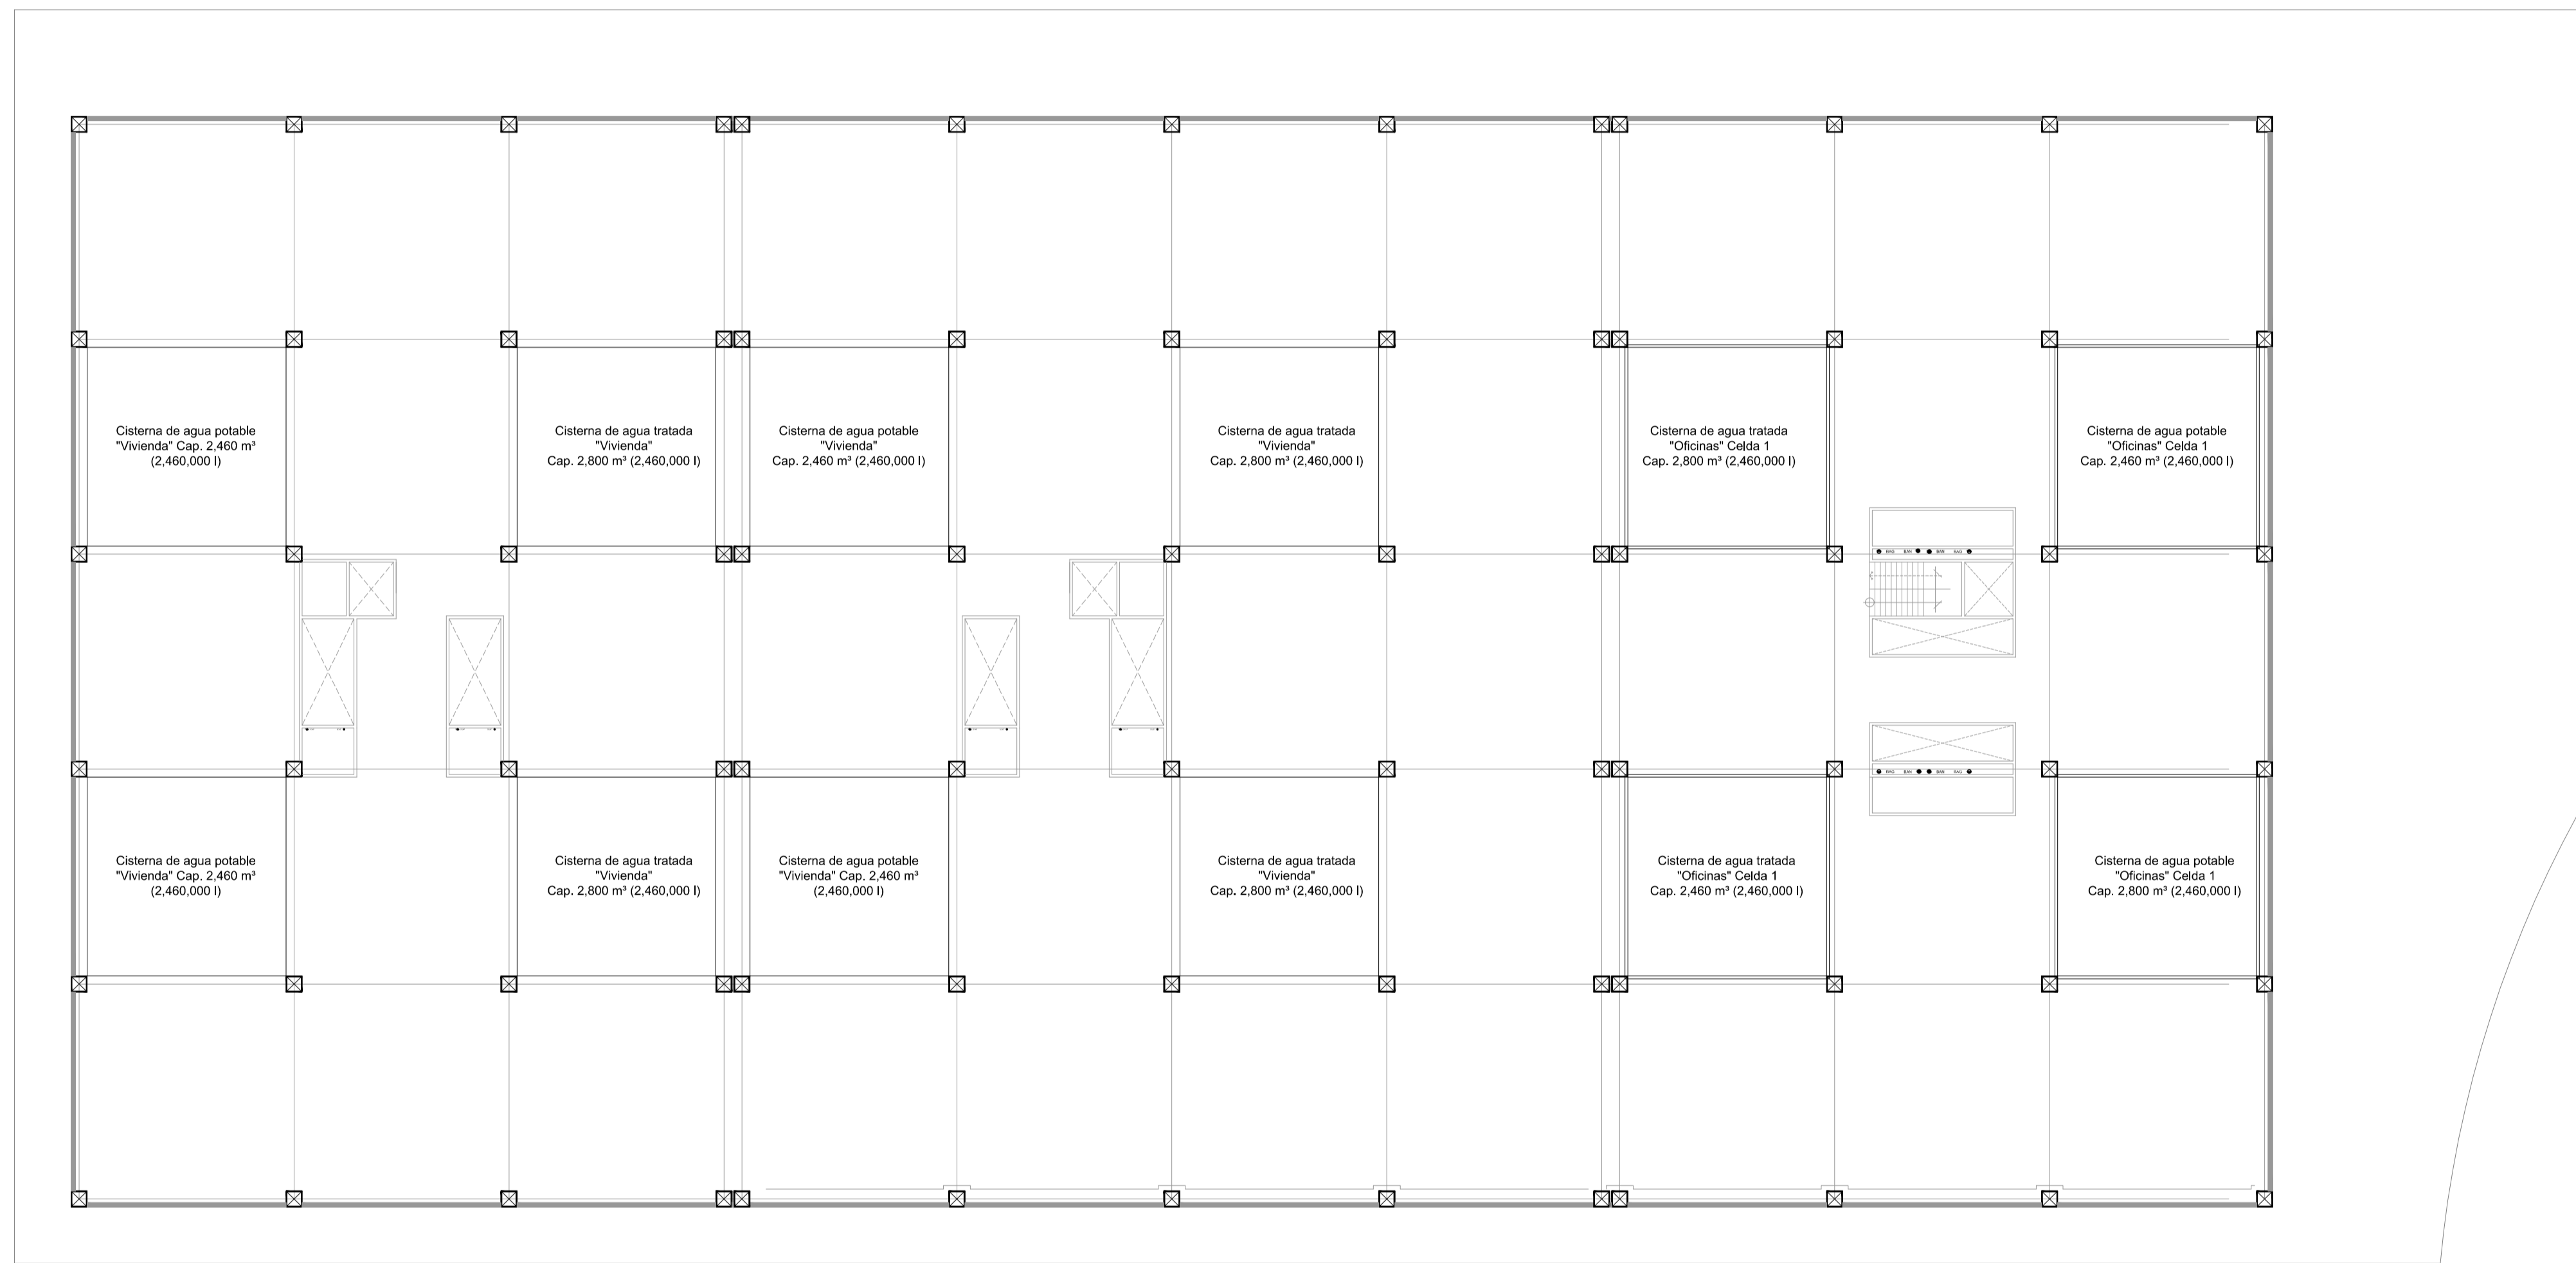 Cisterna de agua potable
"Vivienda" Cap. 2,460 m³
(2,460,000 l)
Cisterna de agua tratada
"Vivienda"
Cap. 2,800 m³ (2,460,000 l)
Cisterna de agua potable
"Vivienda"
Cap. 2,460 m³ (2,460,000 l)
Cisterna de agua tratada
"Vivienda"
Cap. 2,800 m³ (2,460,000 l)
Cisterna de agua tratada
"Oficinas" Celda 1
Cap. 2,800 m³ (2,460,000 l)
Cisterna de agua potable
"Oficinas" Celda 1
Cap. 2,460 m³ (2,460,000 l)
RAG BAN BAN RAG
RAG BAN BAN RAG
Cisterna de agua potable
"Vivienda" Cap. 2,460 m³
(2,460,000 l)
Cisterna de agua tratada
"Vivienda"
Cap. 2,800 m³ (2,460,000 l)
Cisterna de agua potable
"Vivienda" Cap. 2,460 m³
(2,460,000 l)
Cisterna de agua tratada
"Vivienda"
Cap. 2,800 m³ (2,460,000 l)
Cisterna de agua tratada
"Oficinas" Celda 1
Cap. 2,460 m³ (2,460,000 l)
Cisterna de agua potable
"Oficinas" Celda 1
Cap. 2,800 m³ (2,460,000 l)